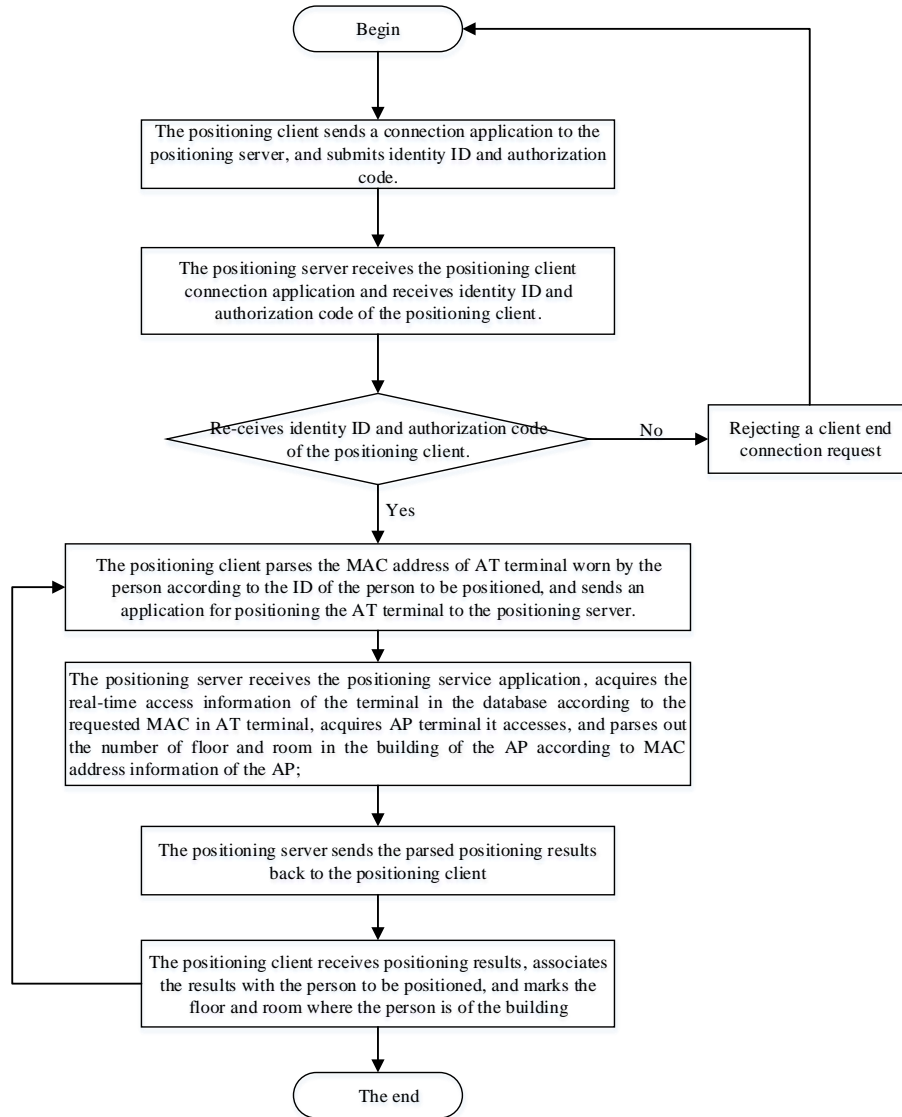 Begin
The positioning client sends a connection application to the
positioning server, and submits identity ID and authorization
code.
The positioning server receives the positioning client
connection application and receives identity ID and
authorization code of the positioning client.
Re-ceives identity ID and authorization code
of the positioning client.
No
Rejecting a client end
connection request
Yes
The positioning client parses the MAC address of AT terminal worn by the
person according to the ID of the person to be positioned, and sends an
application for positioning the AT terminal to the positioning server.
The positioning server receives the positioning service application, acquires the
real-time access information of the terminal in the database according to the
requested MAC in AT terminal, acquires AP terminal it accesses, and parses out
the number of floor and room in the building of the AP according to MAC
address information of the AP;
The positioning server sends the parsed positioning results
back to the positioning client
The positioning client receives positioning results, associates
the results with the person to be positioned, and marks the
floor and room where the person is of the building
The end